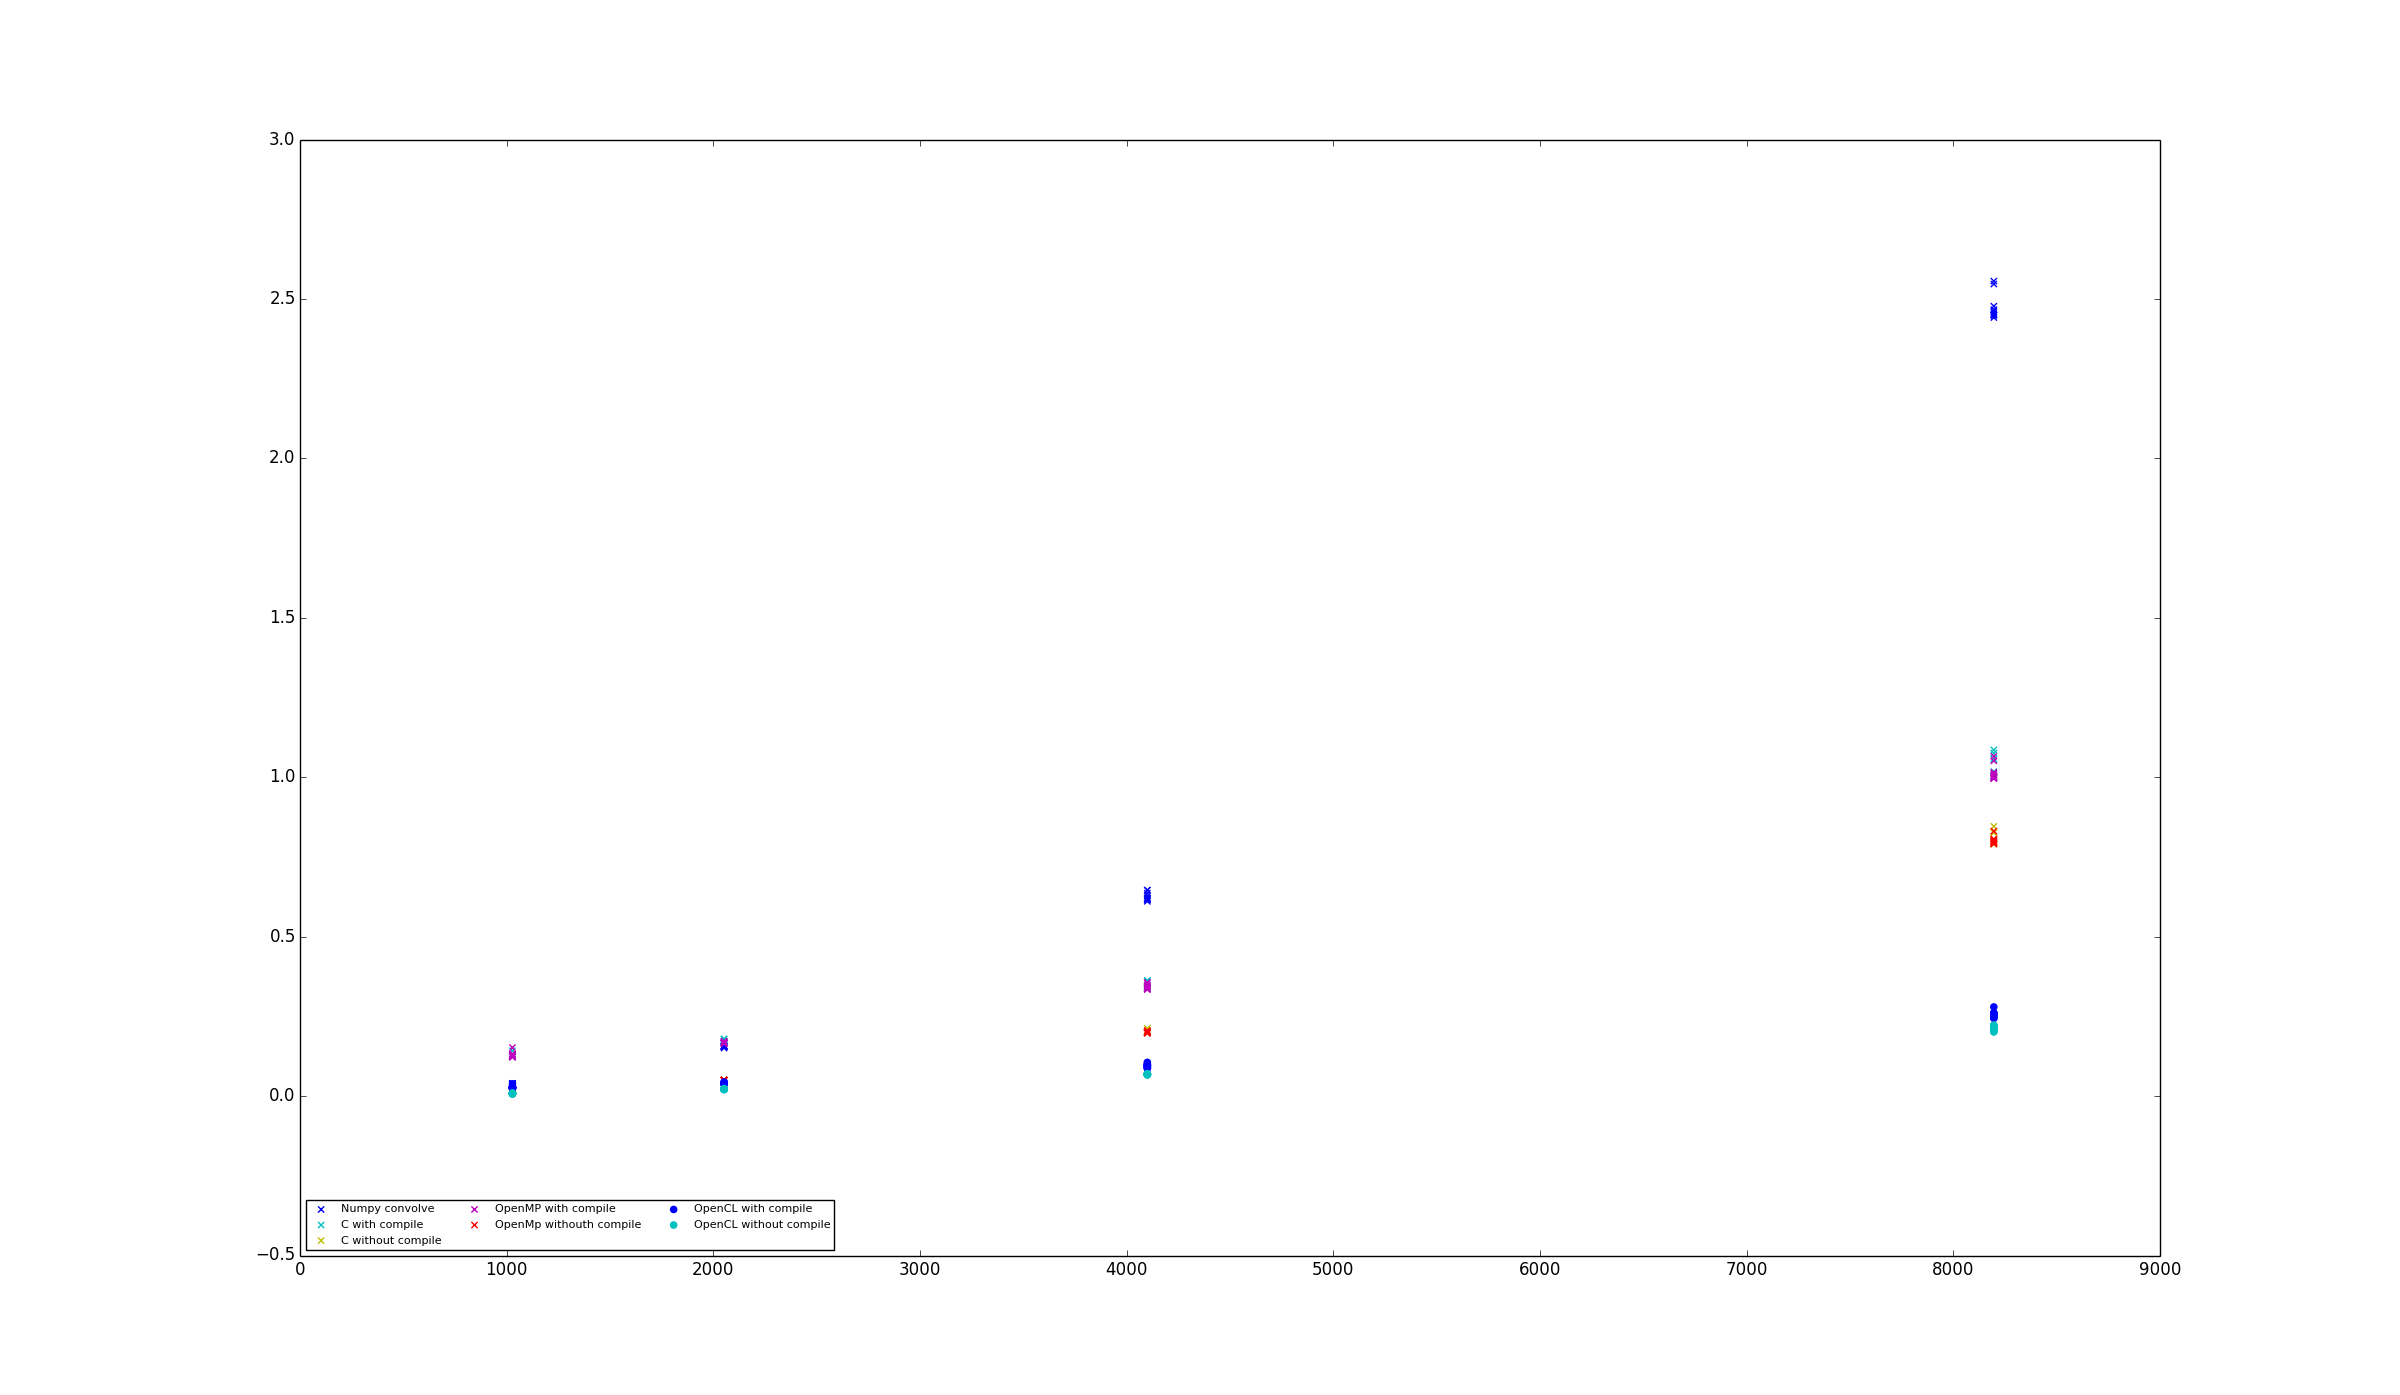 3.0
2.5
2.0
1.5
1.0
0.5
0.0
−0.5
Numpy convolve
C with compile
C without compile
OpenMP with compile
OpenMp withouth compile
OpenCL with compile
OpenCL without compile
0 1000 2000 3000 4000 5000 6000 7000 8000 9000